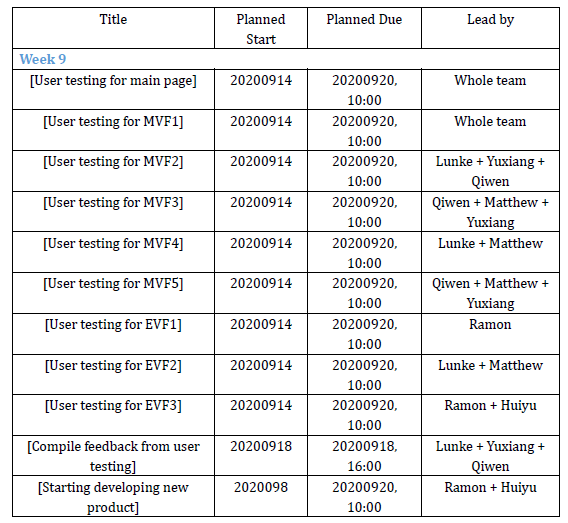 Title Planned Start Planned Due Lead by
Week 9
[User testing for main page] 20200914 20200920, 10:00 Whole team
[User testing for MVF1] 20200914 20200920, 10:00 Whole team
[User testing for MVF2] 20200914 20200920, 10:00 Lunke + Yuxiang + Qiwen
[User testing for MVF3] 20200914 20200920, 10:00 Qiwen + Matthew + Yuxiang
[User testing for MVF4] 20200914 20200920, 10:00 Lunke + Matthew
[User testing for MVF5] 20200914 20200920, 10:00 Qiwen + Matthew + Yuxiang
[User testing for EVF1] 20200914 20200920, 10:00 Ramon
[User testing for EVF2] 20200914 20200920, 10:00 Lunke + Matthew
[User testing for EVF3] 20200914 20200920, 10:00 Ramon + Huiyu
[Compile feedback from user testing] 20200918 20200918, 16:00 Lunke + Yuxiang + Qiwen
[Starting developing new product] 2020098 20200920, 10:00 Ramon + Huiyu